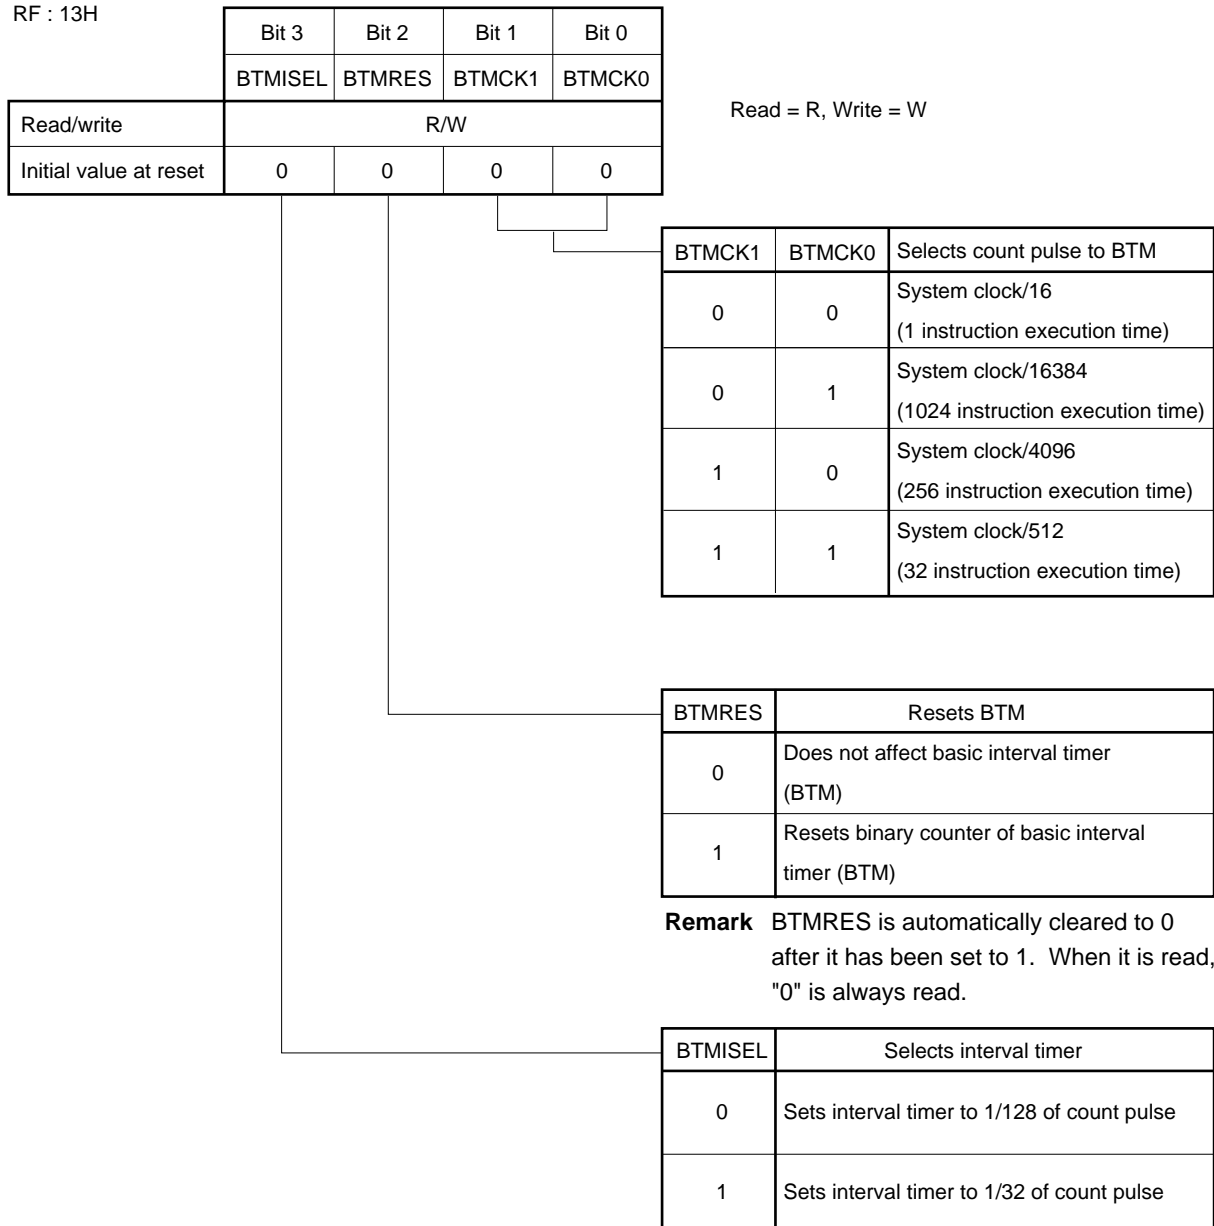 RF : 13H
Bit 3 Bit 2 Bit 1 Bit 0
BTMISEL BTMRES BTMCK1 BTMCK0
Read/write R/W
Read = R, Write = W
Initial value at reset 0 0 0 0
BTMCK1 BTMCK0 Selects count pulse to BTM
0 0 System clock/16
(1 instruction execution time)
0 1 System clock/16384
(1024 instruction execution time)
1 0 System clock/4096
(256 instruction execution time)
1 1 System clock/512
(32 instruction execution time)
BTMRES Resets BTM
0 Does not affect basic interval timer
(BTM)
1 Resets binary counter of basic interval
timer (BTM)
Remark BTMRES is automatically cleared to 0
after it has been set to 1. When it is read,
"0" is always read.
BTMISEL Selects interval timer
0 Sets interval timer to 1/128 of count pulse
1 Sets interval timer to 1/32 of count pulse